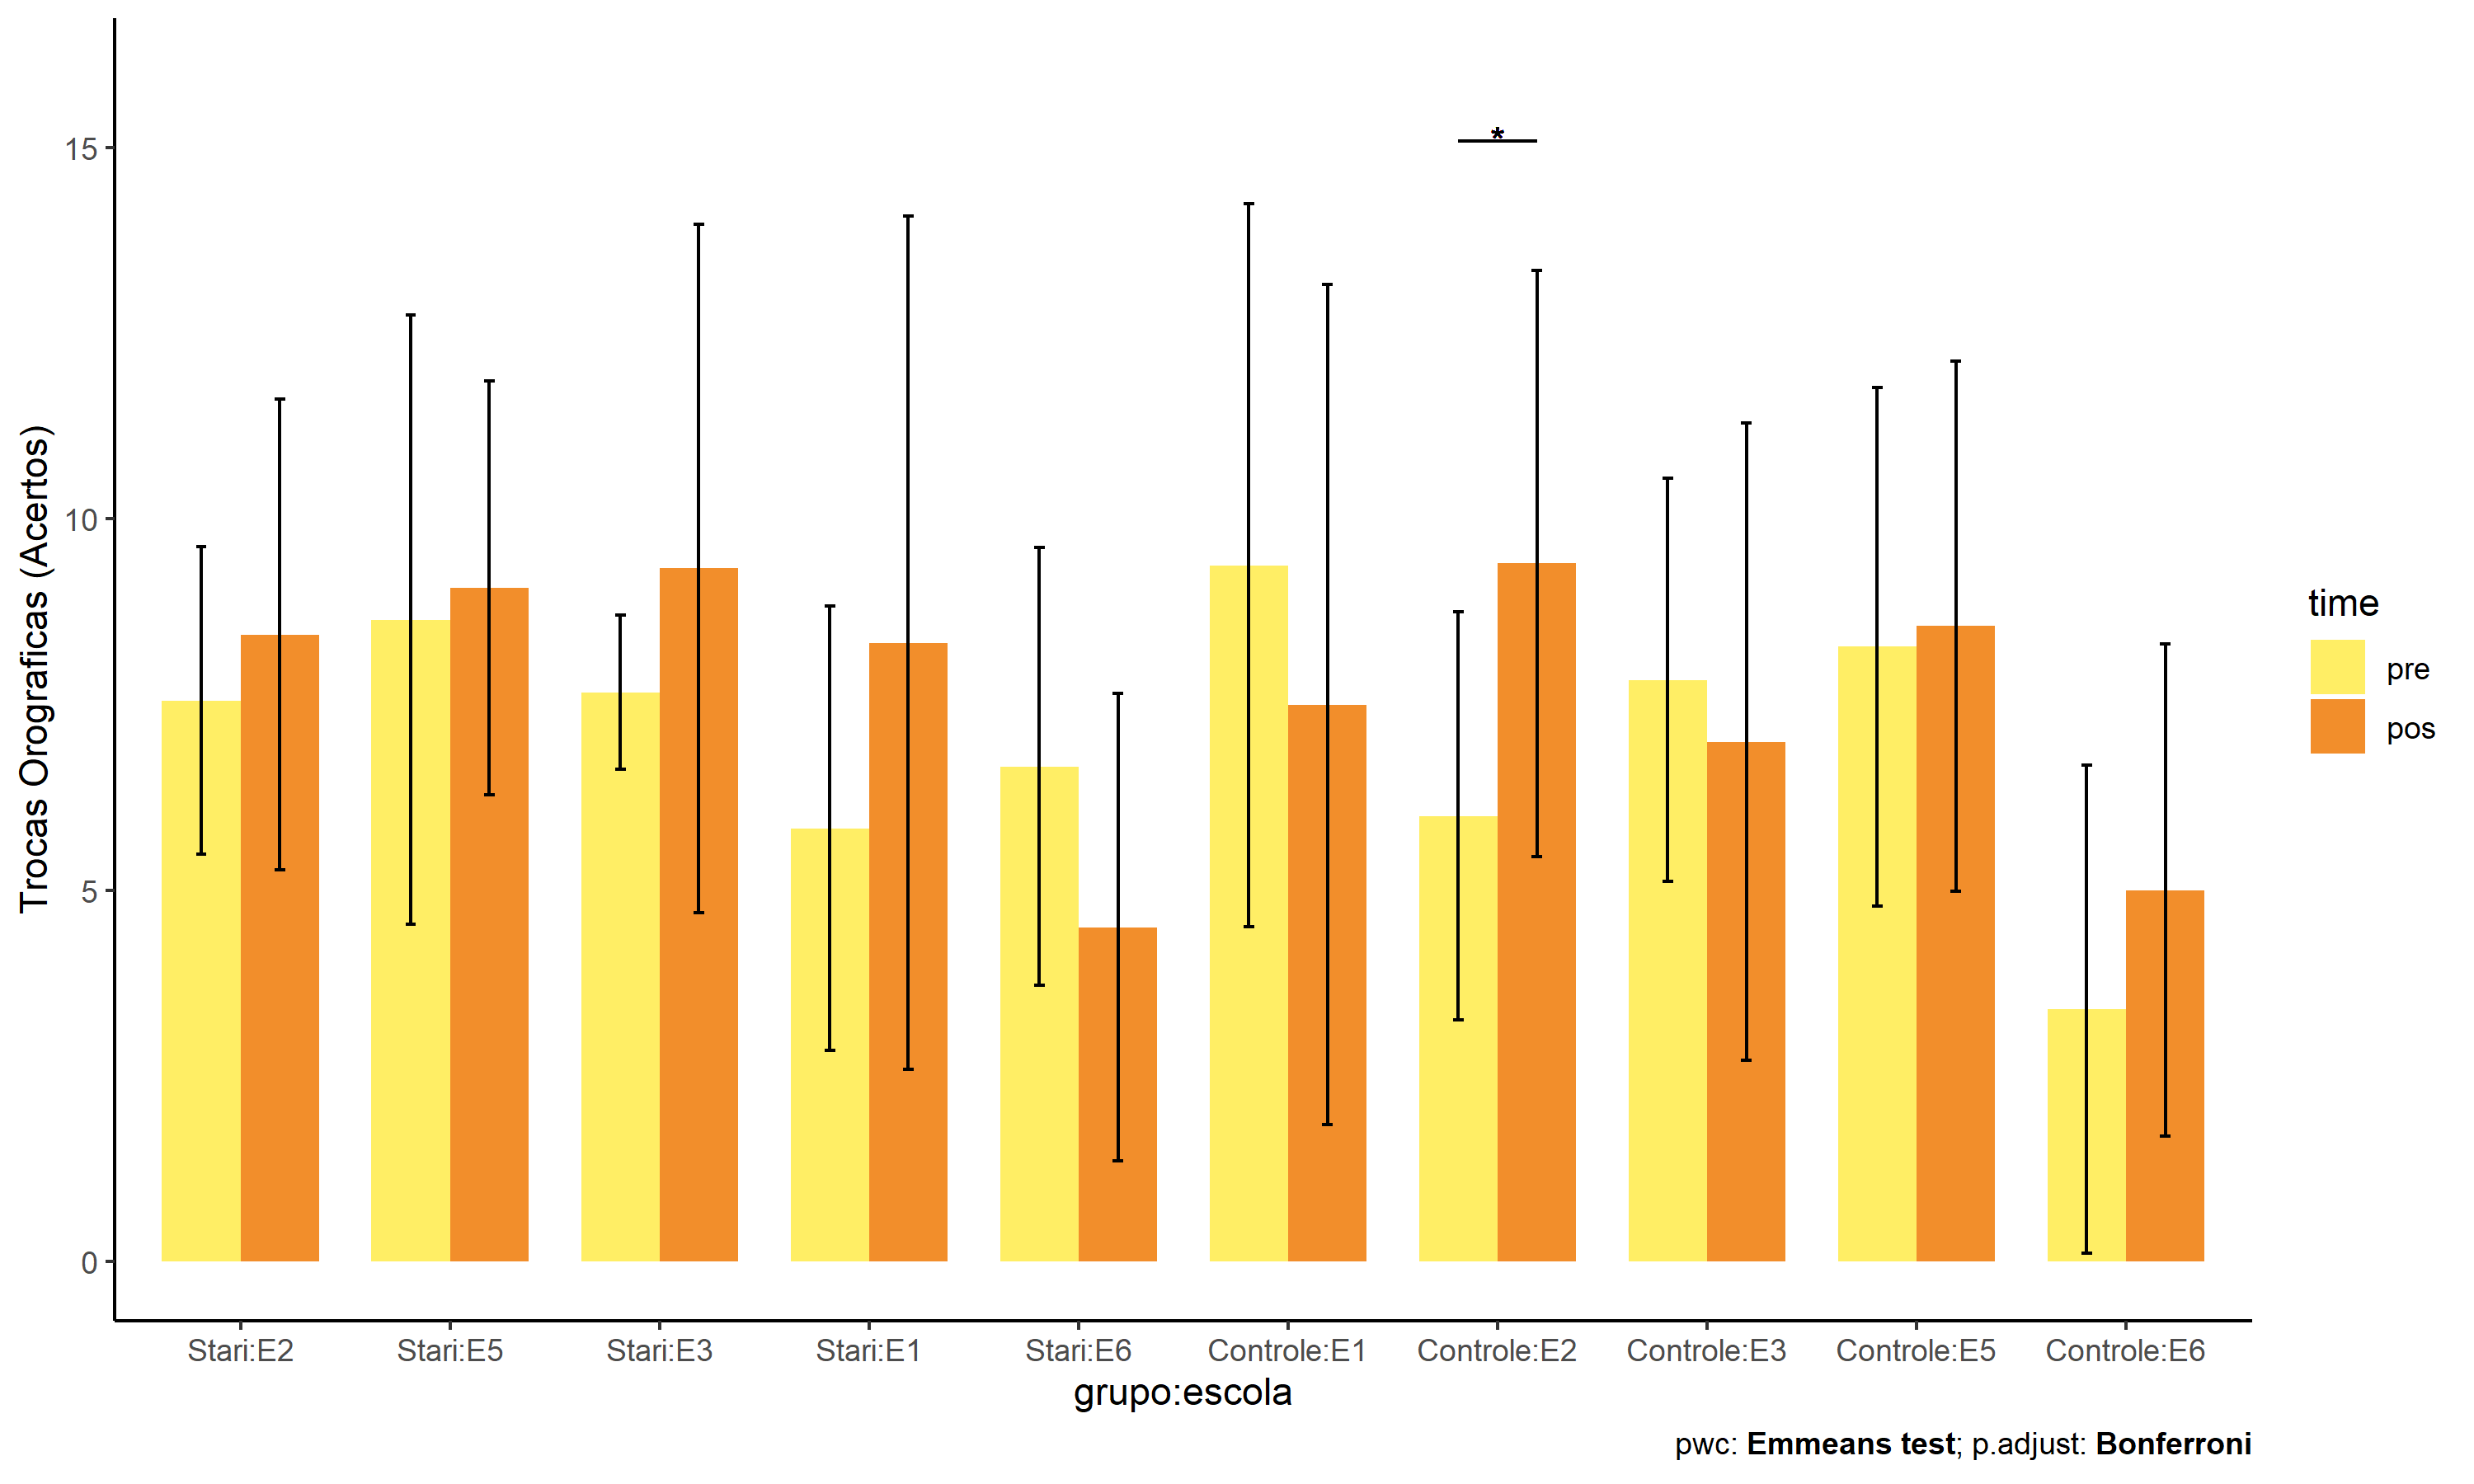 *
15
10
5
0
Trocas Orograficas (Acertos)
Stari:E2 Stari:E5 Stari:E3 Stari:E1 Stari:E6 Controle:E1 Controle:E2 Controle:E3 Controle:E5 Controle:E6
grupo:escola
time
pre
pos
pwc: Emmeans test; p.adjust: Bonferroni